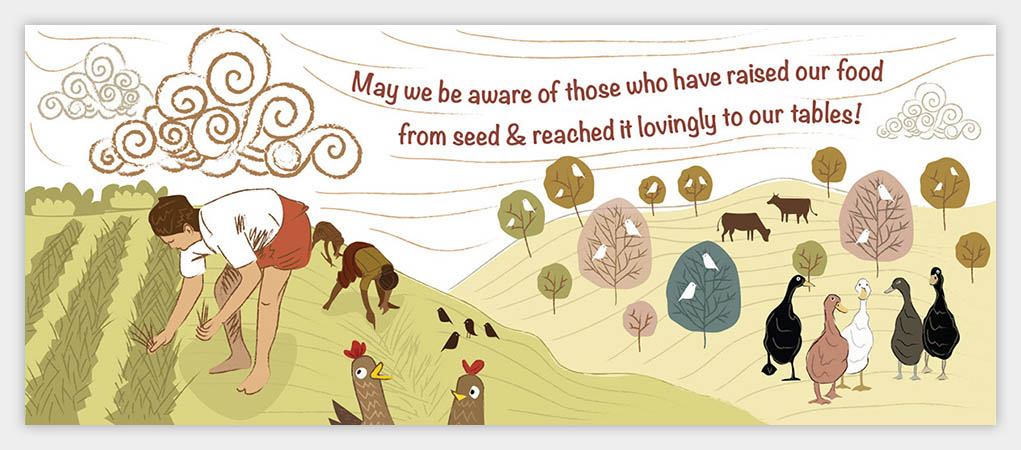 May we be aware of those who have raised our food
from seed & reached it lovingly to our tables!